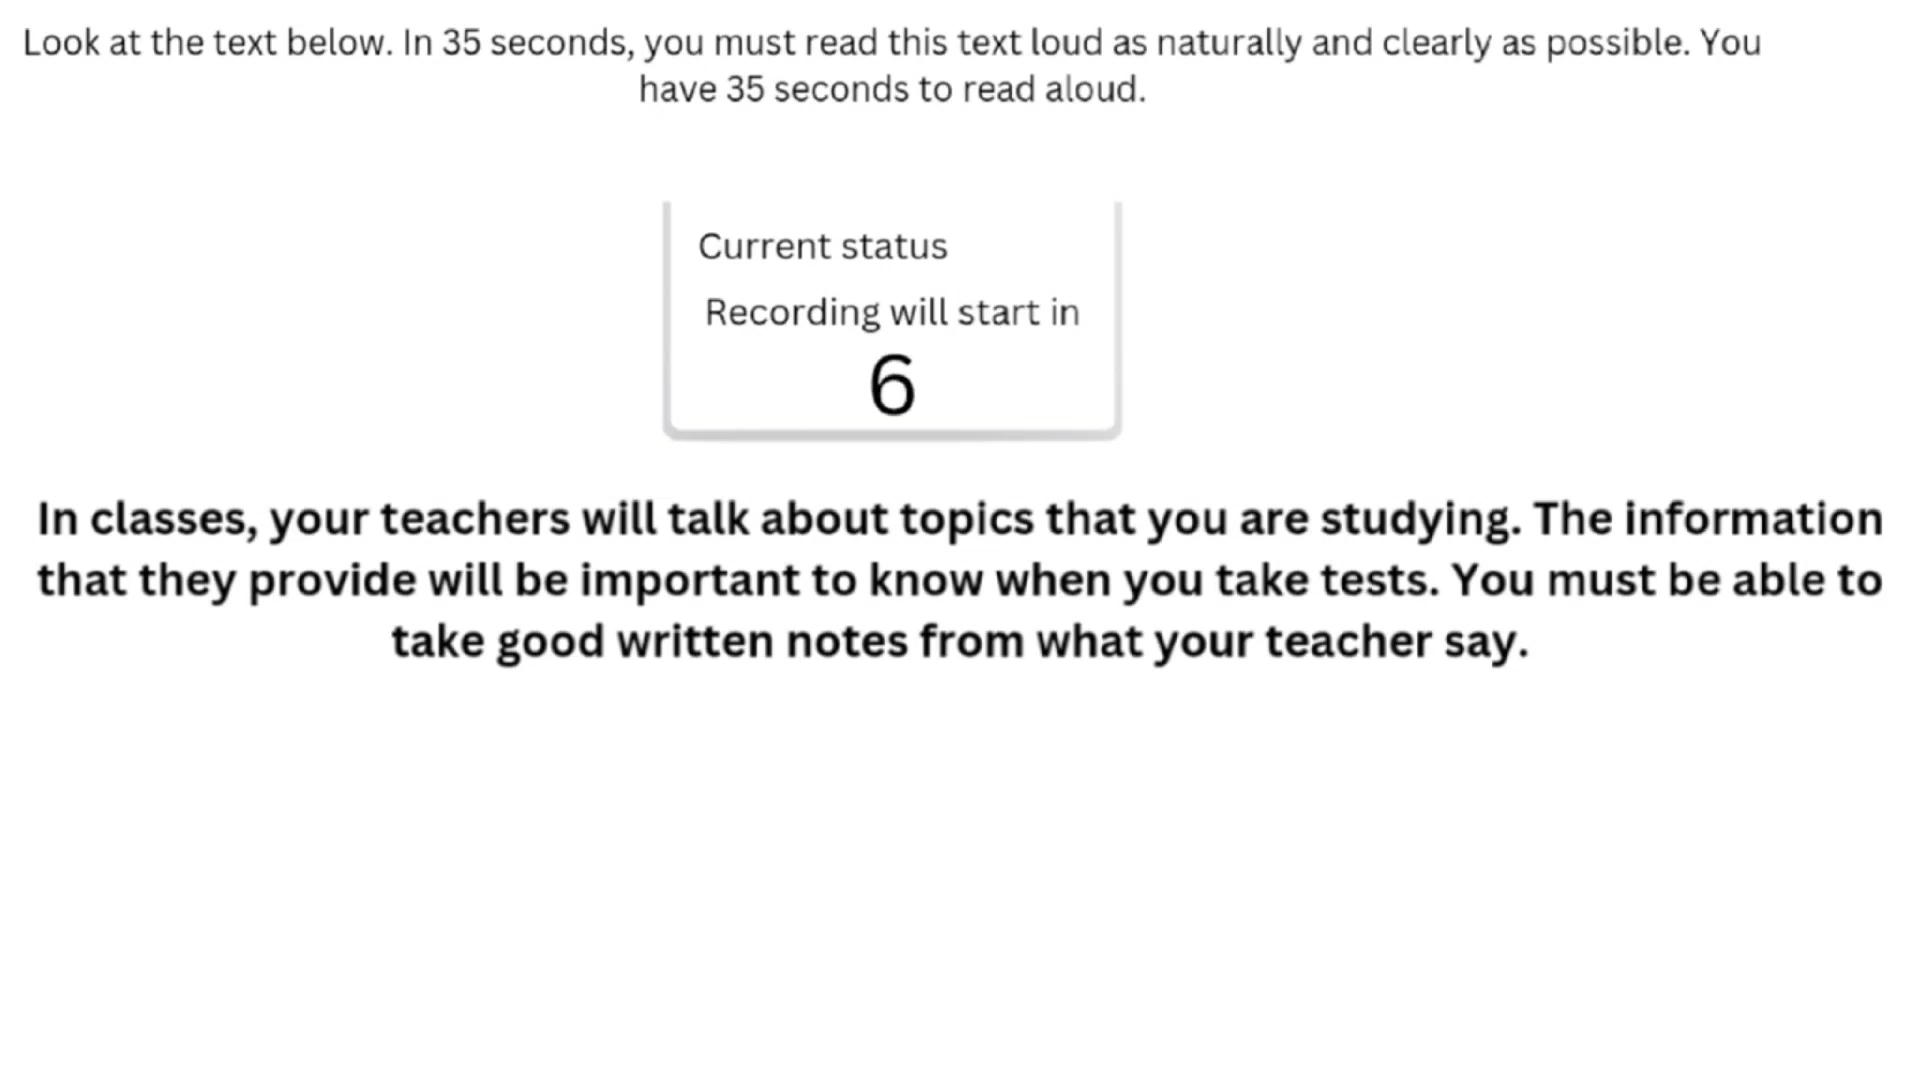 Look at the text below. In 35 seconds, you must read this text loud as naturally and clearly as possible. You
have 35 seconds to read aloud.
Current status
Recording will start in
6
In classes, your teachers will talk about topics that you are studying. The information
that they provide will be important to know when you take tests. You must be able to
take good written notes from what your teacher say.